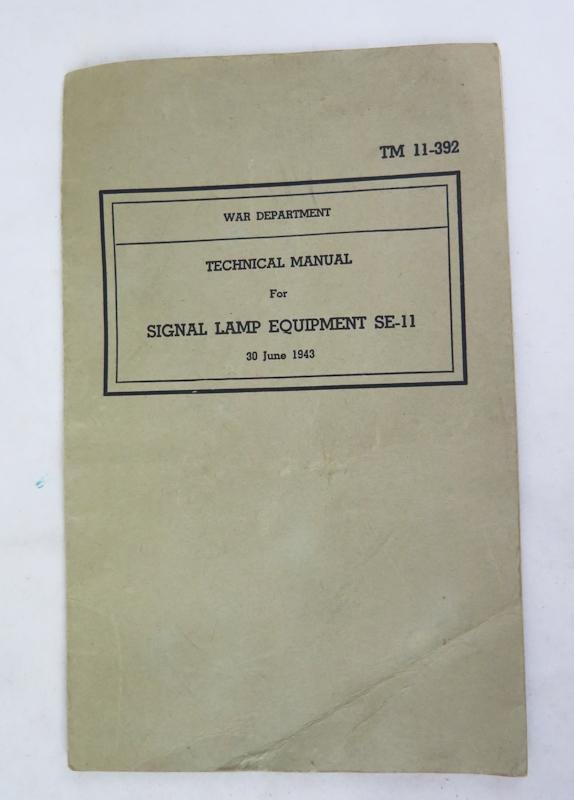 TM 11-392
WAR DEPARTMENT
TECHNICAL MANUAL
For
SIGNAL LAMP EQUIPMENT SE-11
30 June 1943